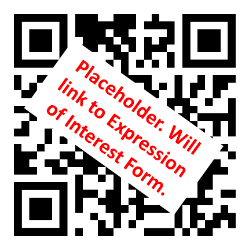 Placeholder. Will
link to Expression
of Interest Form.